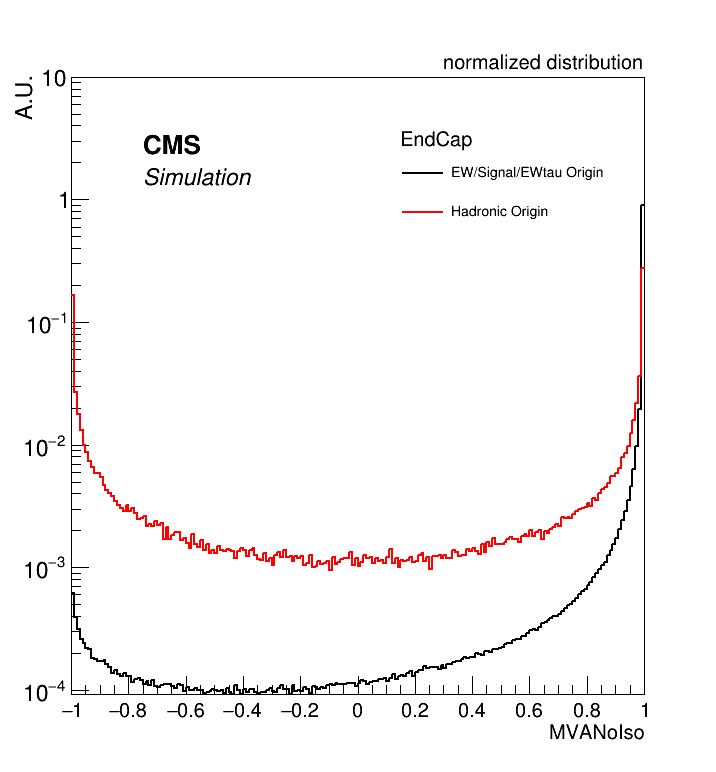 normalized distribution
A.U.
10
1
10⁻¹
10⁻²
10⁻³
10⁻⁴
CMS
Simulation
EndCap
EW/Signal/EWtau Origin
Hadronic Origin
−1 −0.8 −0.6 −0.4 −0.2 0 0.2 0.4 0.6 0.8 1
MVANoIso